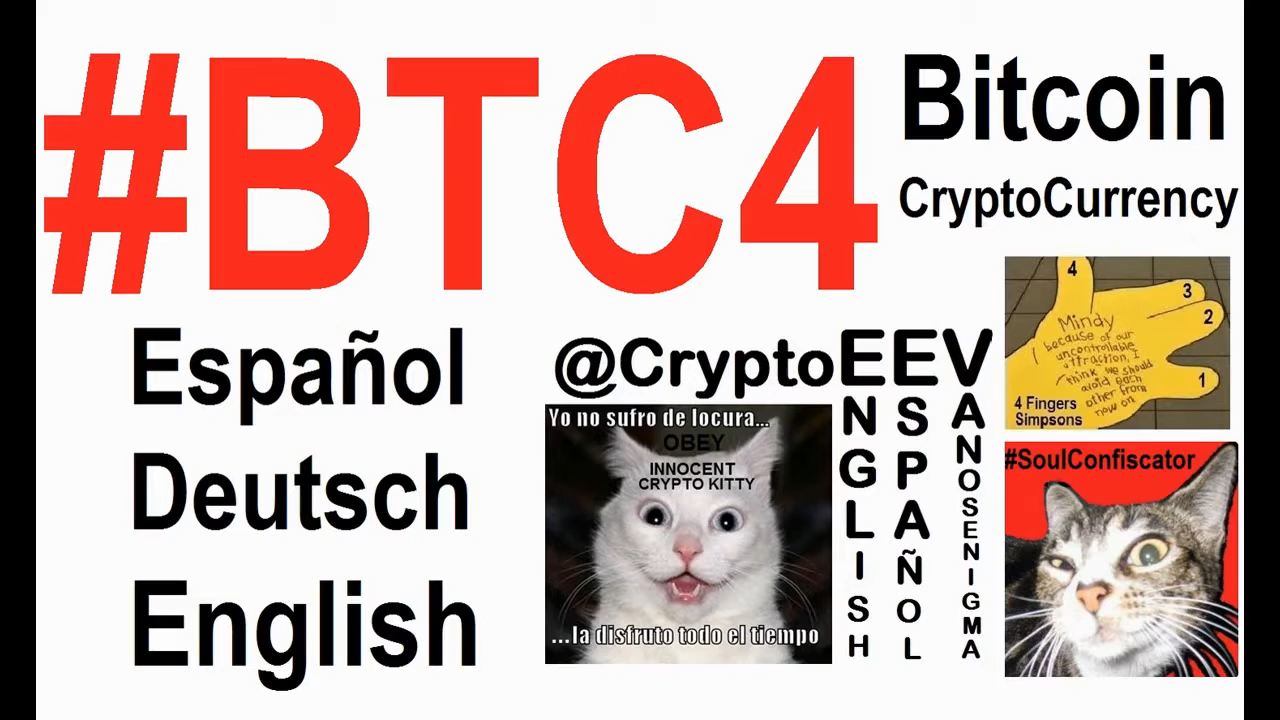 #BTC4
Bitcoin
CryptoCurrency
Español
Deutsch
English
@CryptoEEV
ENGLISH
ESPAÑOL
VANOSENIGMA
Yo no sufro de locura...
OBEY
INNOCENT
CRYPTO KITTY
...la disfruto todo el tiempo
4
3
2
1
Mindy
because of our
uncontrollable
attraction, I
think we should
avoid each
other from
now on
4 Fingers
Simpsons
#SoulConfiscator